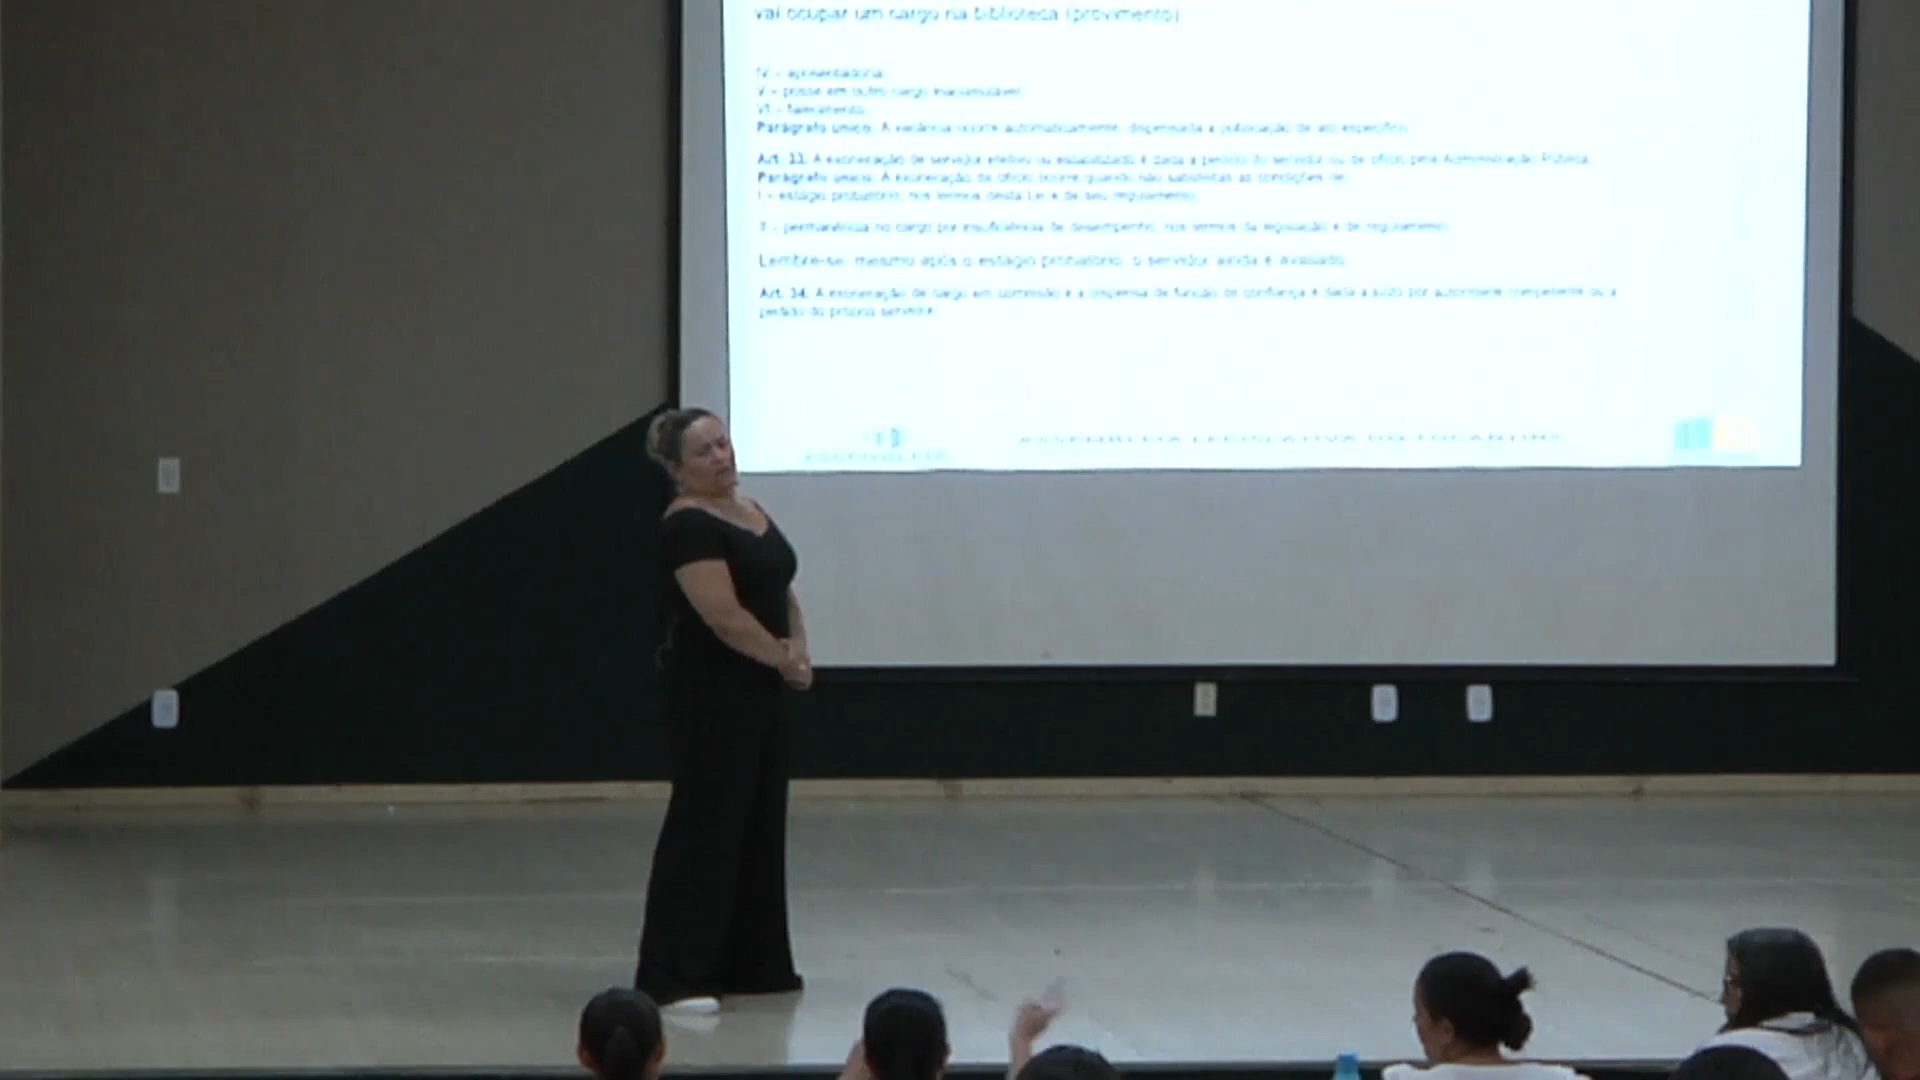 vai ocupar um cargo na biblioteca (provimento)
IV – aposentadoria;
V – posse em outro cargo inacumulável;
VI – falecimento.
Parágrafo único. A vacância ocorre automaticamente, dispensada a publicação de ato específico.
Art. 33. A exoneração de servidor efetivo ou estabilizado é dada a pedido do servidor ou de ofício pela Administração Pública.
Parágrafo único. A exoneração de ofício ocorre quando não satisfeitas as condições de:
I – estágio probatório, nos termos desta Lei e de seu regulamento;
II – permanência no cargo por insuficiência de desempenho, nos termos da legislação e de regulamento.
Lembre-se: mesmo após o estágio probatório, o servidor ainda é avaliado.
Art. 34. A exoneração de cargo em comissão e a dispensa de função de confiança é dada a juízo por autoridade competente ou a
pedido do próprio servidor.
ASSEMBLEIA LEGISLATIVA DO TOCANTINS